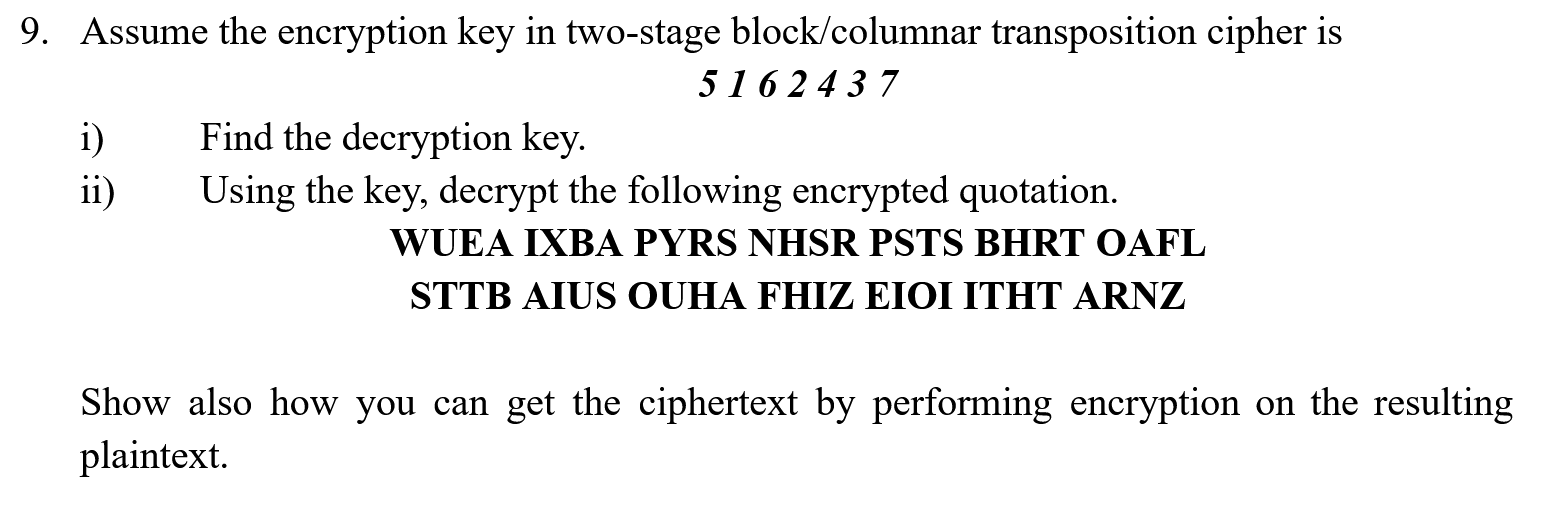 9. Assume the encryption key in two-stage block/columnar transposition cipher is
5 1 6 2 4 3 7
i) Find the decryption key.
ii) Using the key, decrypt the following encrypted quotation.
WUEA IXBA PYRS NHSR PSTS BHRT OAFL
STTB AIUS OUHA FHIZ EIOI ITHT ARNZ
Show also how you can get the ciphertext by performing encryption on the resulting
plaintext.